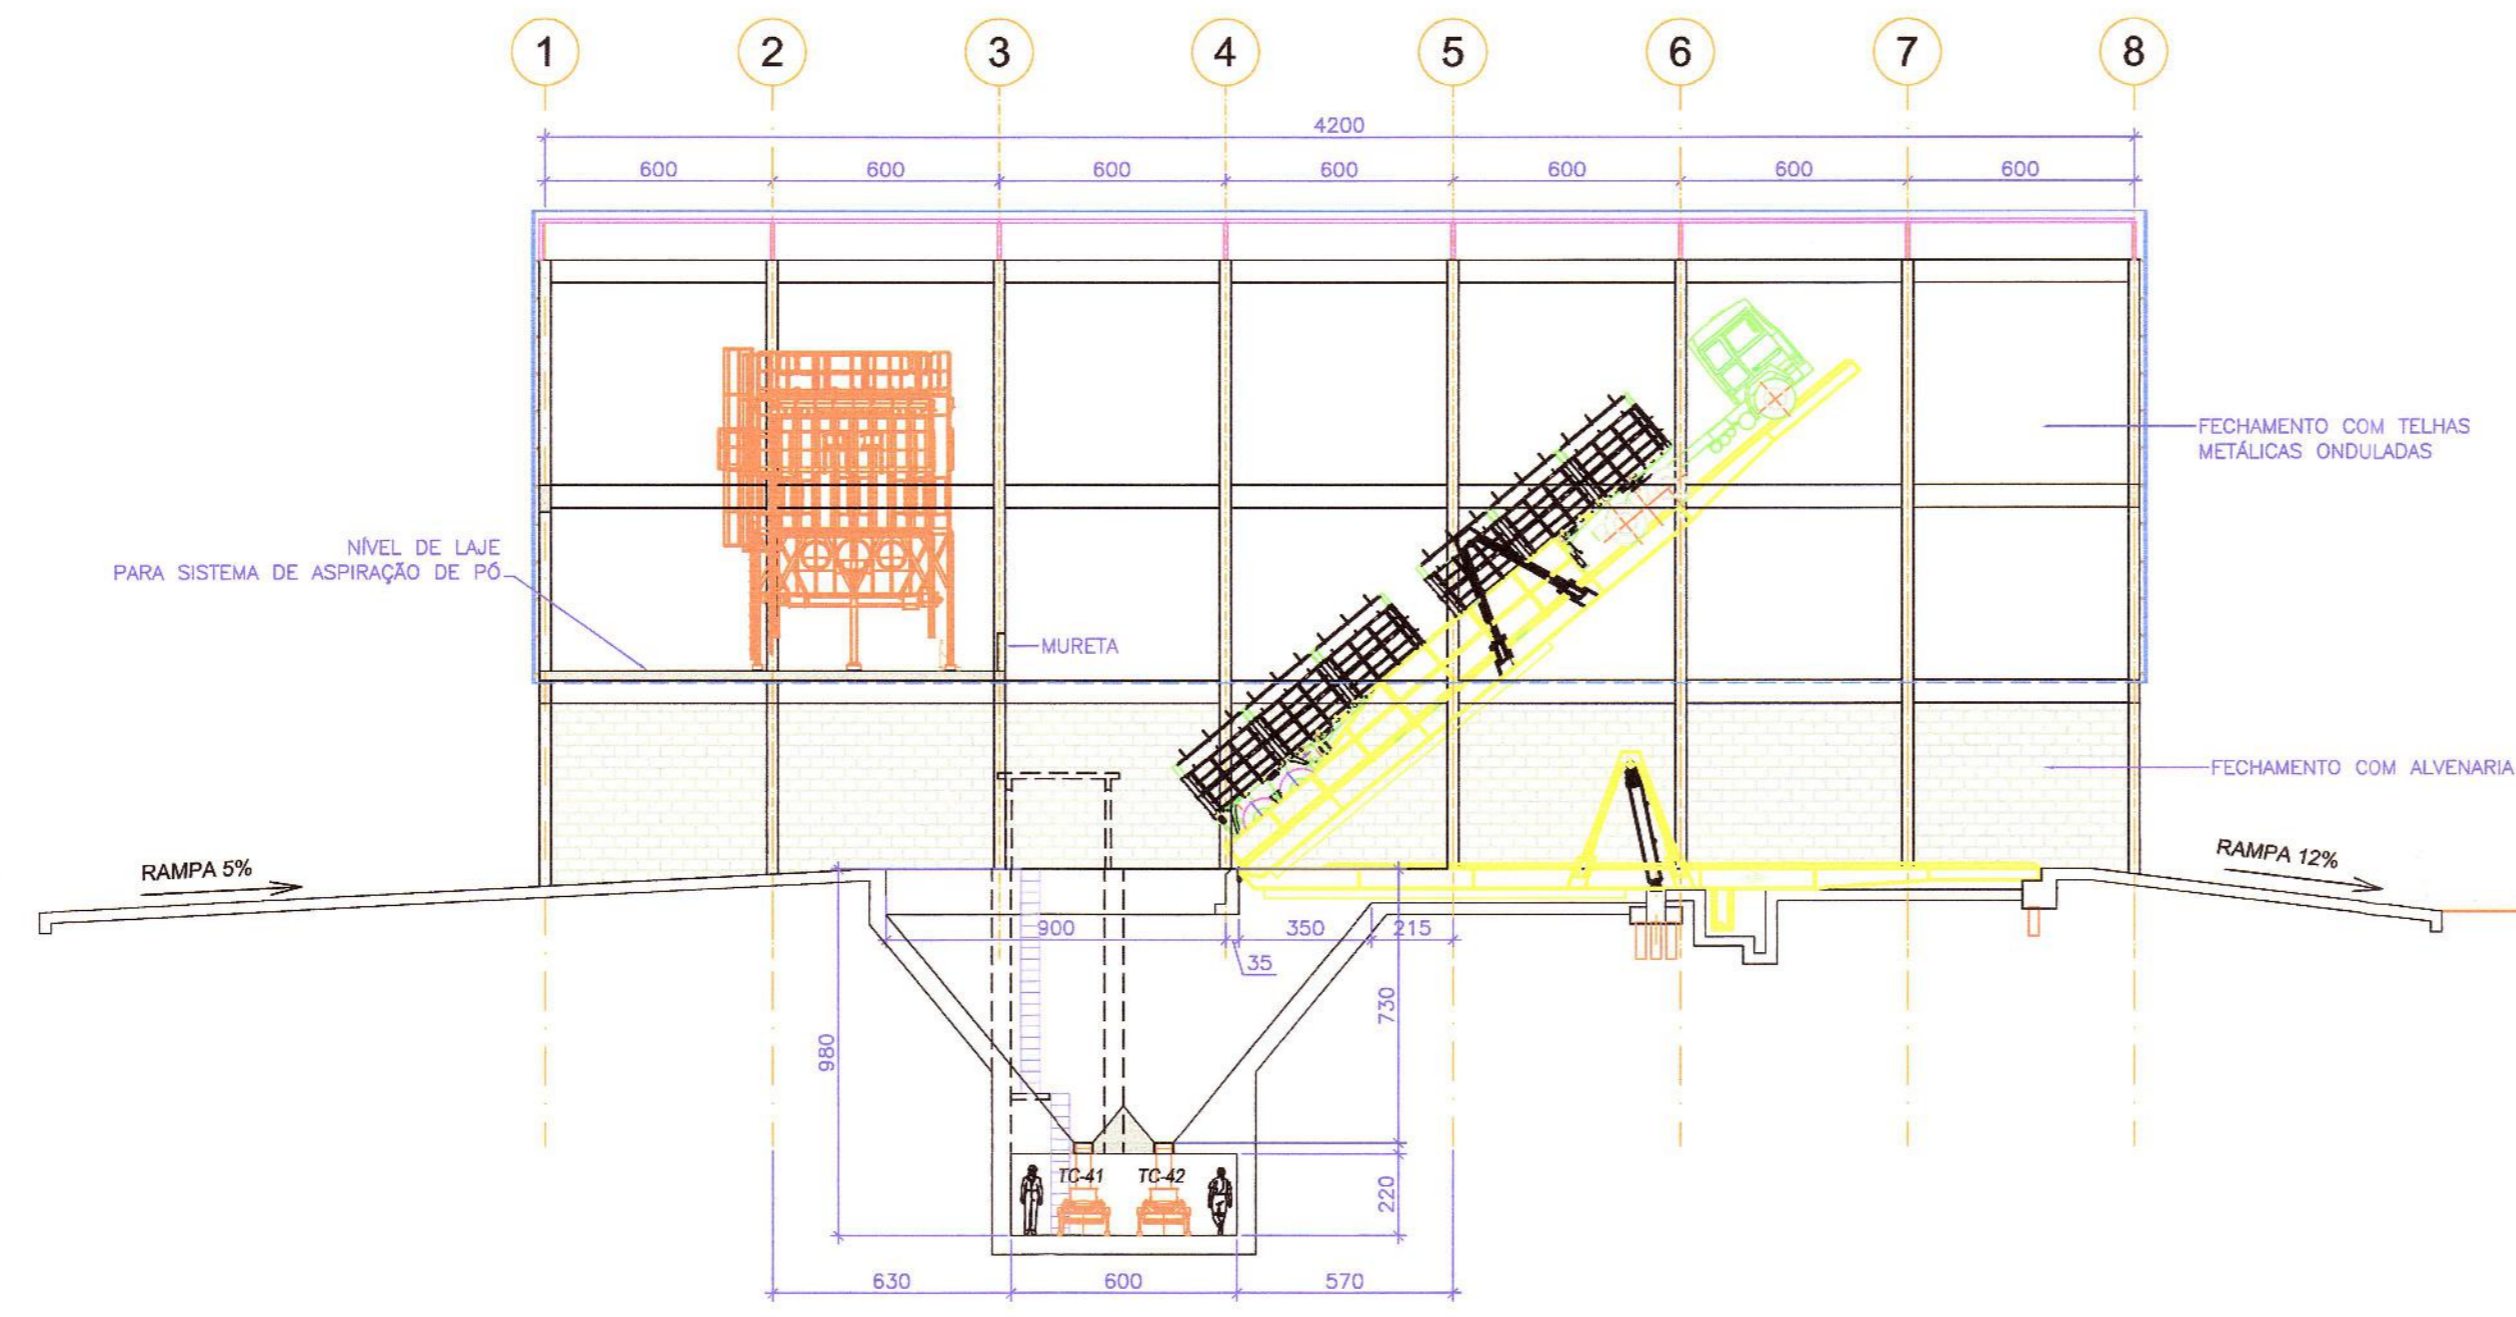 1 2 3 4 5 6 7 8
4200
600 600 600 600 600 600 600
FECHAMENTO COM TELHAS
METÁLICAS ONDULADAS
NÍVEL DE LAJE
PARA SISTEMA DE ASPIRAÇÃO DE PÓ
MURETA
FECHAMENTO COM ALVENARIA
RAMPA 5%
RAMPA 12%
900 350 215
35
730
980
TC-41 TC-42
220
630 600 570